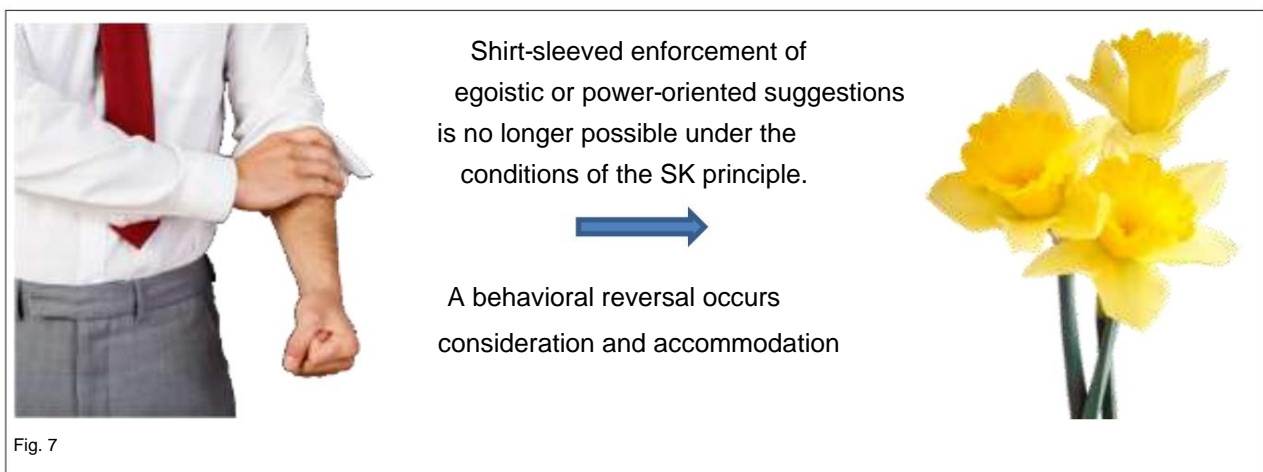 Shirt-sleeved enforcement of
egoistic or power-oriented suggestions
is no longer possible under the
conditions of the SK principle.
A behavioral reversal occurs
consideration and accommodation
Fig. 7